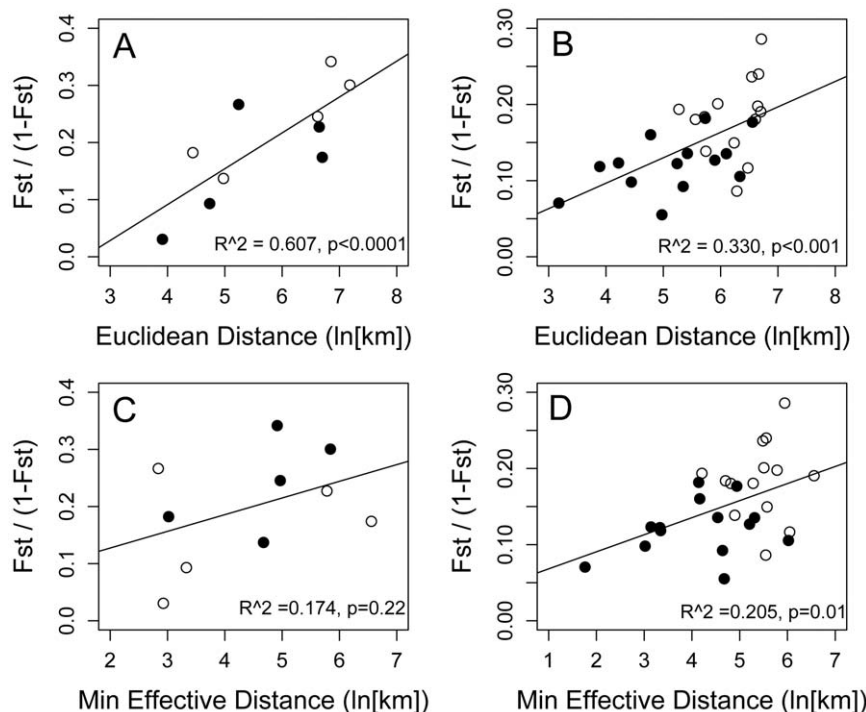 A
Fst / (1-Fst)
0.0 0.1 0.2 0.3 0.4
R^2 = 0.607, p<0.0001
3 4 5 6 7 8
Euclidean Distance (ln[km])
B
Fst / (1-Fst)
0.00 0.10 0.20 0.30
R^2 = 0.330, p<0.001
3 4 5 6 7 8
Euclidean Distance (ln[km])
C
Fst / (1-Fst)
0.0 0.1 0.2 0.3 0.4
R^2 =0.174, p=0.22
2 3 4 5 6 7
Min Effective Distance (ln[km])
D
Fst / (1-Fst)
0.00 0.10 0.20 0.30
R^2 =0.205, p=0.01
1 2 3 4 5 6 7
Min Effective Distance (ln[km])